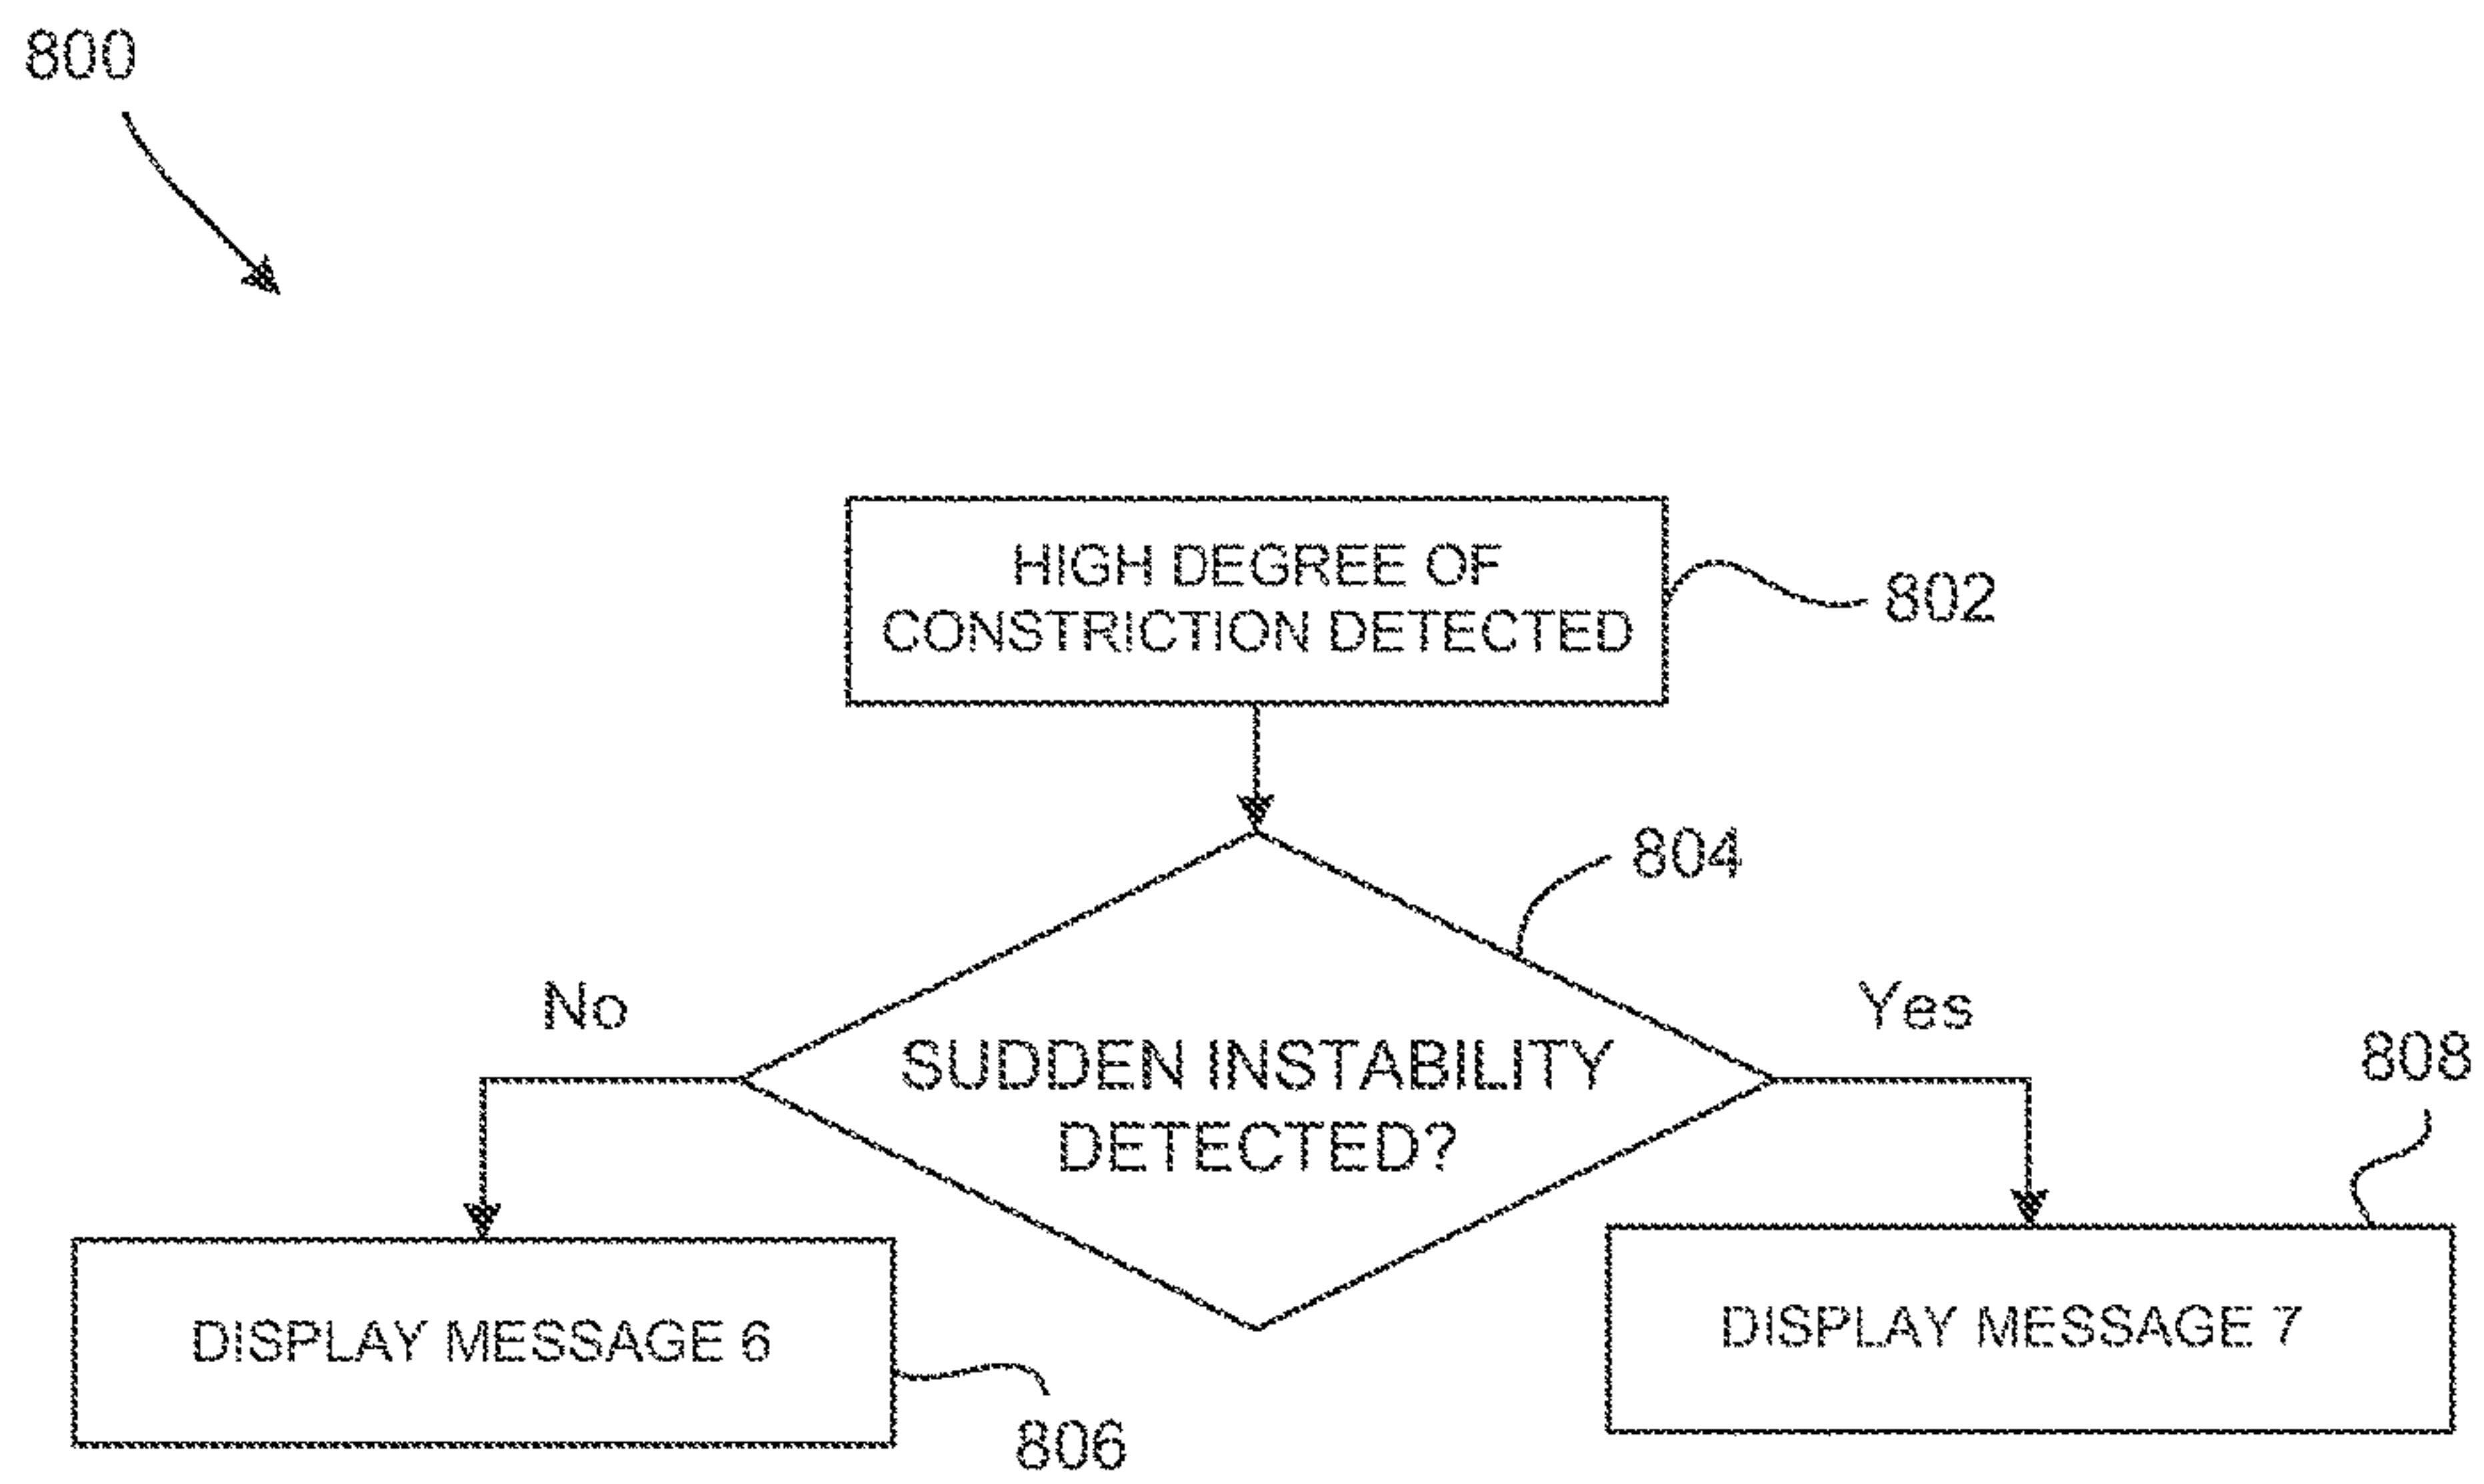 800
HIGH DEGREE OF
CONSTRICTION DETECTED
802
804
No
Yes
SUDDEN INSTABILITY
DETECTED?
808
DISPLAY MESSAGE 6
DISPLAY MESSAGE 7
806